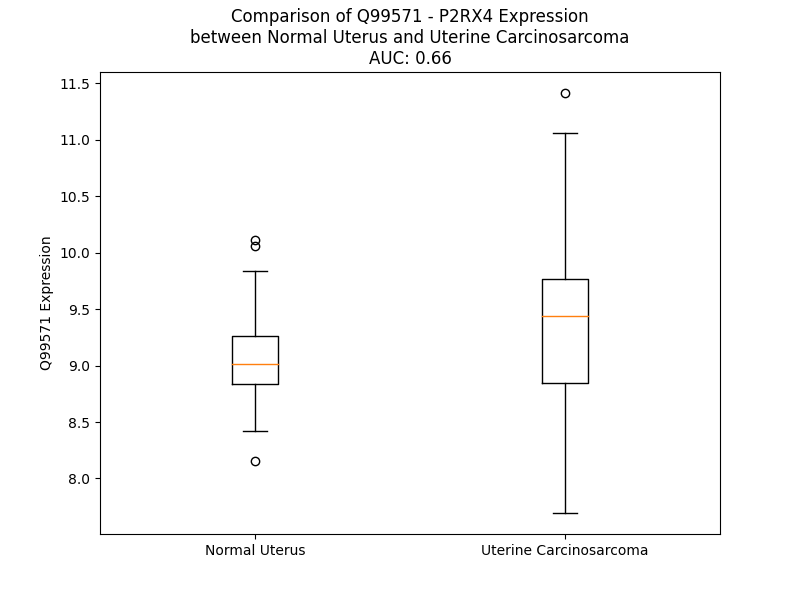 Comparison of Q99571 - P2RX4 Expression
between Normal Uterus and Uterine Carcinosarcoma
AUC: 0.66
Q99571 Expression
11.5
11.0
10.5
10.0
9.5
9.0
8.5
8.0
Normal Uterus
Uterine Carcinosarcoma